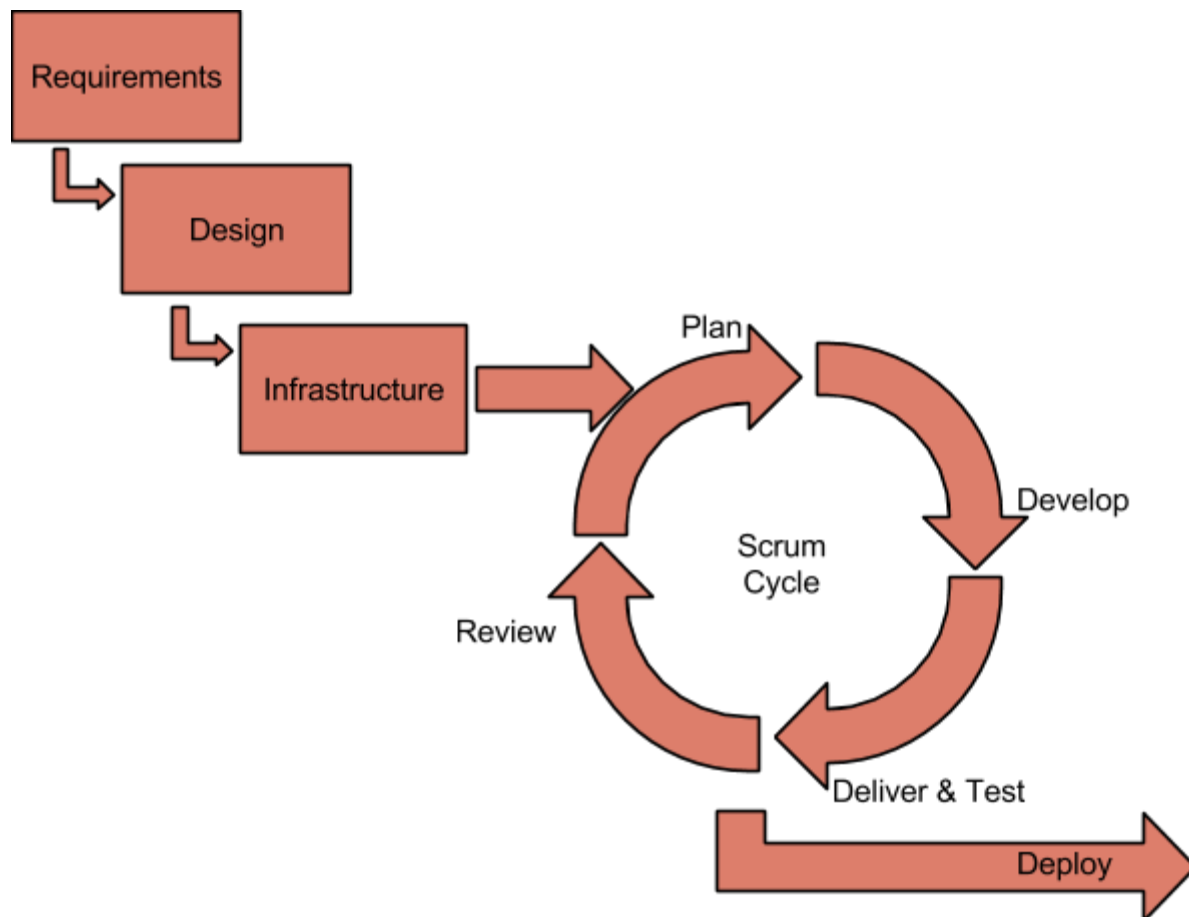 Requirements
Design
Infrastructure
Plan
Develop
Scrum
Cycle
Review
Deliver & Test
Deploy